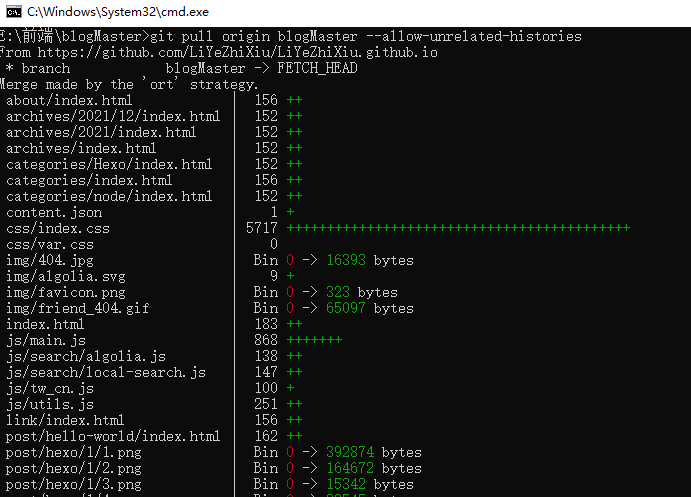 C:\Windows\System32\cmd.exe
E:\前端\blogMaster>git pull origin blogMaster --allow-unrelated-histories
From https://github.com/LiYeZhiXiu/LiYeZhiXiu.github.io
 * branch            blogMaster -> FETCH_HEAD
Merge made by the 'ort' strategy.
 about/index.html                | 156 ++
 archives/2021/12/index.html     | 152 ++
 archives/2021/index.html        | 152 ++
 archives/index.html             | 152 ++
 categories/Hexo/index.html      | 152 ++
 categories/index.html           | 156 ++
 categories/node/index.html      | 152 ++
 content.json                    | 1 +
 css/index.css                   | 5717 +++++++++++++++++++++++++++++++++++++++++++
 css/var.css                     | 0
 img/404.jpg                     | Bin 0 -> 16393 bytes
 img/algolia.svg                 | 9 +
 img/favicon.png                 | Bin 0 -> 323 bytes
 img/friend_404.gif              | Bin 0 -> 65097 bytes
 index.html                      | 183 ++
 js/main.js                      | 868 +++++++
 js/search/algolia.js            | 138 ++
 js/search/local-search.js       | 147 ++
 js/tw_cn.js                     | 100 +
 js/utils.js                     | 251 ++
 link/index.html                 | 156 ++
 post/hello-world/index.html     | 162 ++
 post/hexo/1/1.png               | Bin 0 -> 392874 bytes
 post/hexo/1/2.png               | Bin 0 -> 164672 bytes
 post/hexo/1/3.png               | Bin 0 -> 15342 bytes